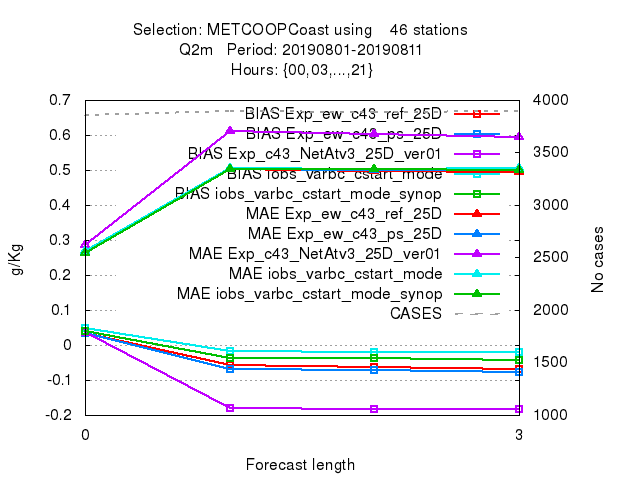 Selection: METCOOPCoast using 46 stations
Q2m Period: 20190801-20190811
Hours: {00,03,...,21}
0.7
0.6
0.5
0.4
0.3
0.2
0.1
0
-0.1
-0.2
g/Kg
BIAS Exp_ew_c43_ref_25D
BIAS Exp_ew_c43_ps_25D
BIAS Exp_c43_NetAtv3_25D_ver01
BIAS iobs_varbc_cstart_mode
BIAS iobs_varbc_cstart_mode_synop
MAE Exp_ew_c43_ref_25D
MAE Exp_ew_c43_ps_25D
MAE Exp_c43_NetAtv3_25D_ver01
MAE iobs_varbc_cstart_mode
MAE iobs_varbc_cstart_mode_synop
CASES
4000
3500
3000
2500
2000
1500
1000
No cases
0 3
Forecast length